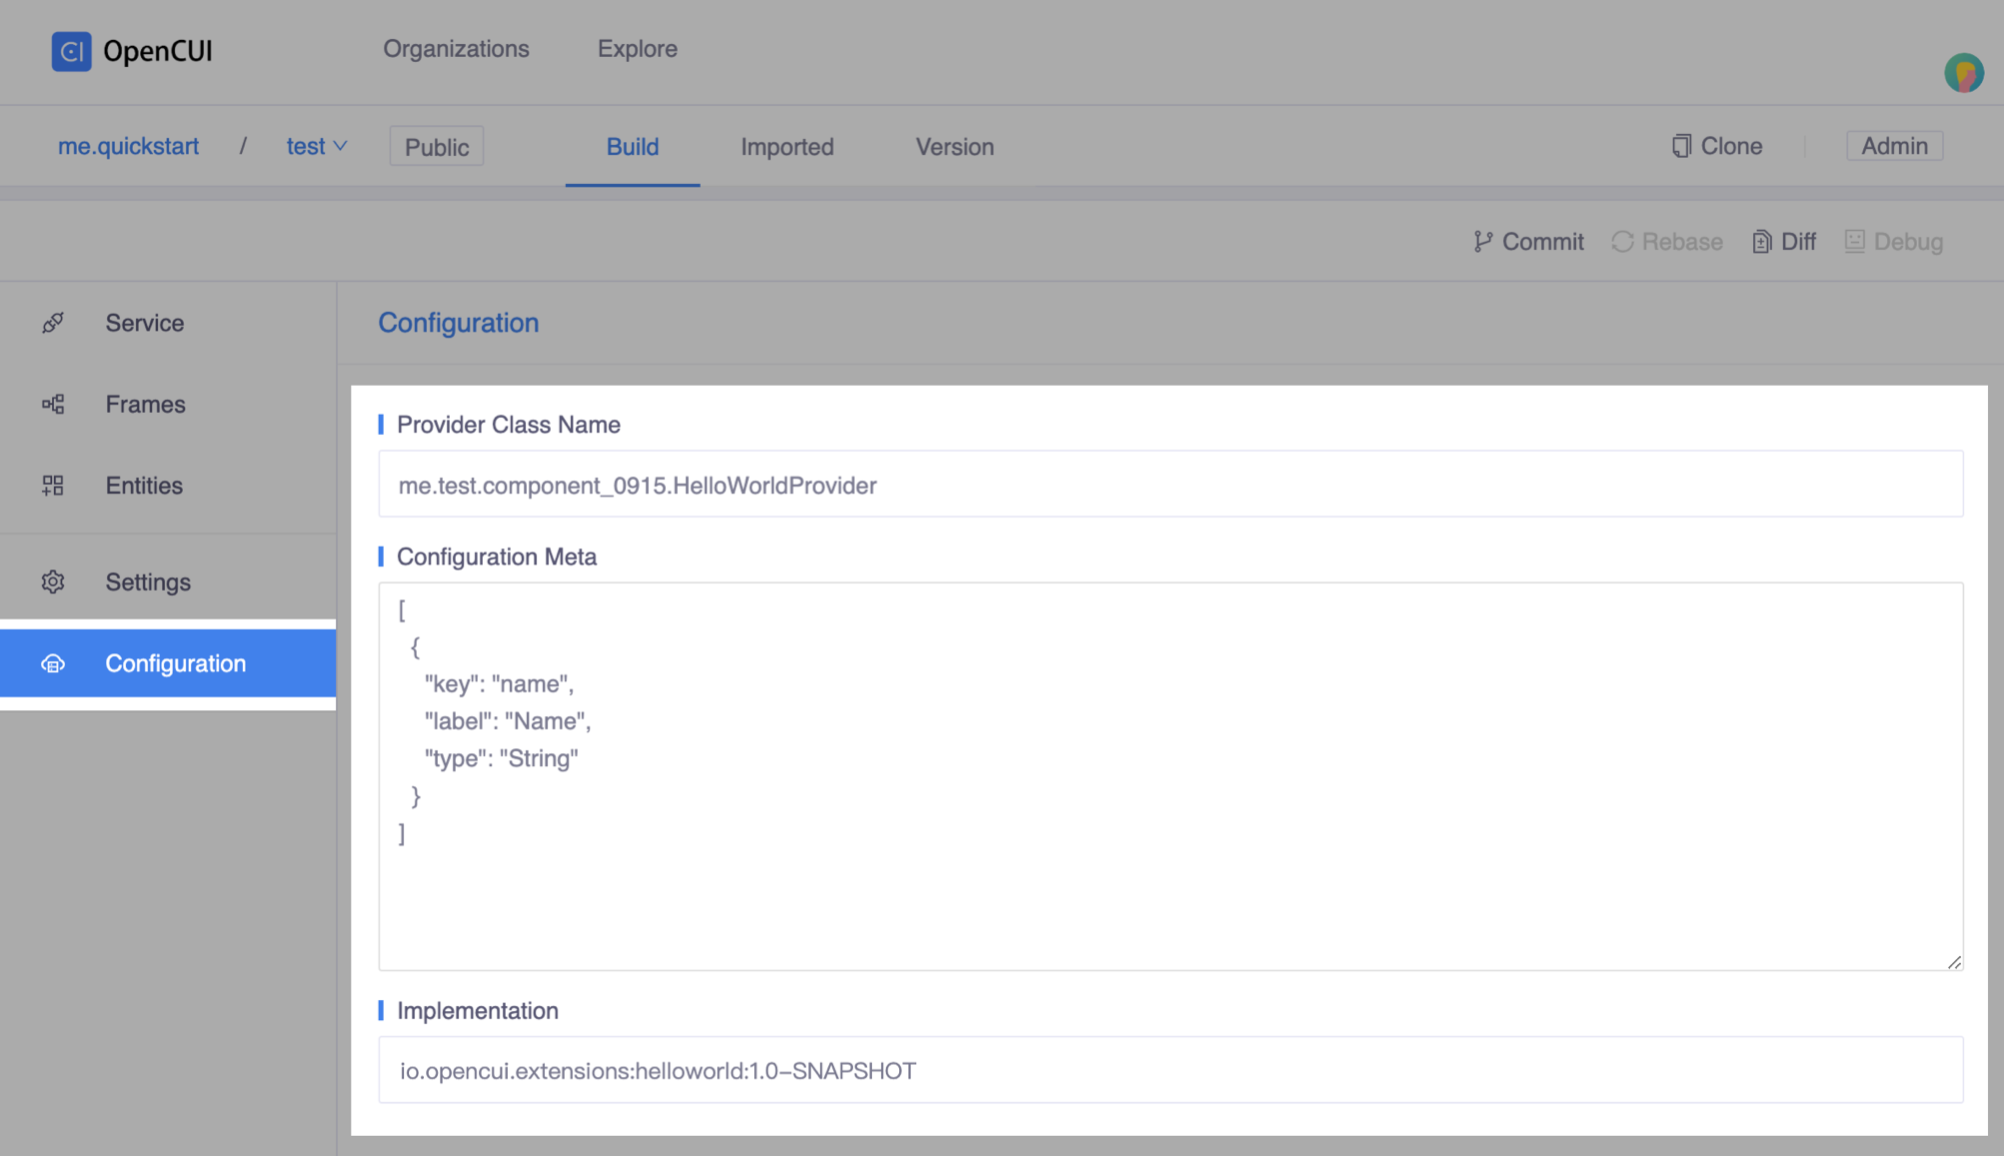 CI OpenCUI
Organizations
Explore
me.quickstart / test
Public
Build
Imported
Version
Clone
Admin
Commit
Rebase
Diff
Debug
Service
Frames
Entities
Settings
Configuration
Configuration
Provider Class Name
me.test.component_0915.HelloWorldProvider
Configuration Meta
[
{
"key": "name",
"label": "Name",
"type": "String"
}
]
Implementation
io.opencui.extensions:helloworld:1.0–SNAPSHOT